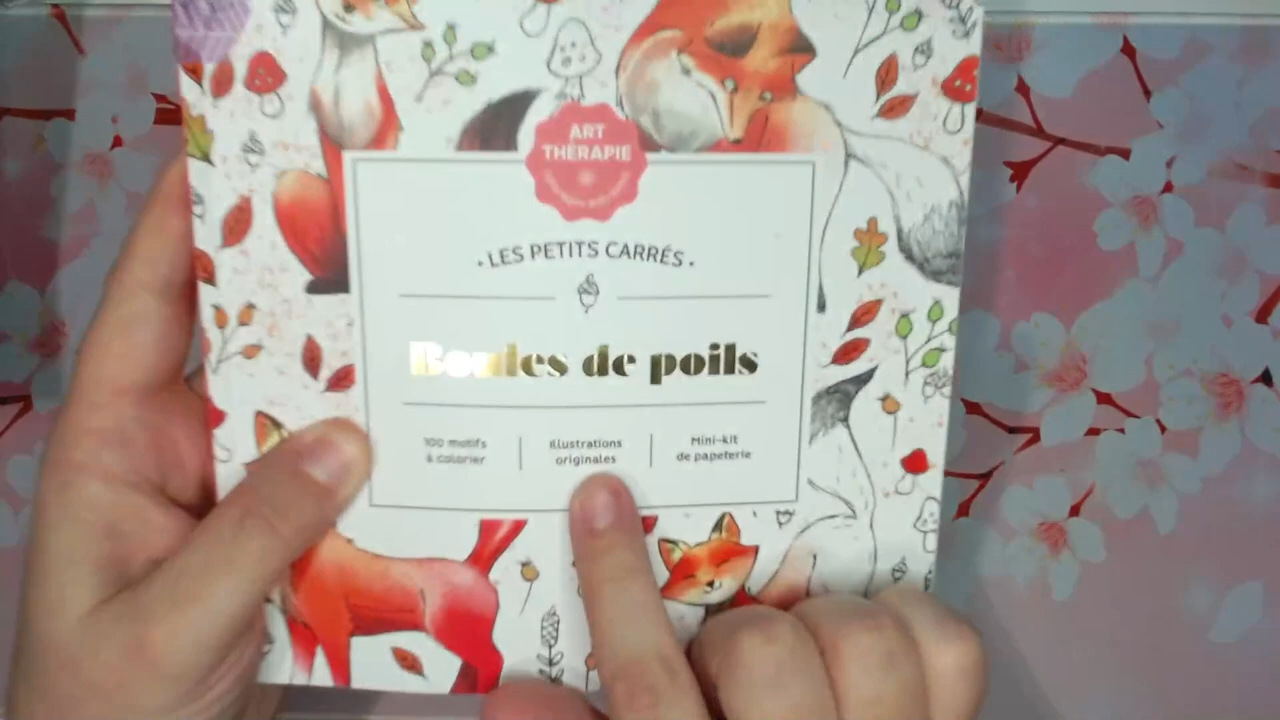 ART
THÉRAPIE
• LES PETITS CARRÉS •
Boules de poils
100 motifs
à colorier
Illustrations
originales
Mini-kit
de papeterie